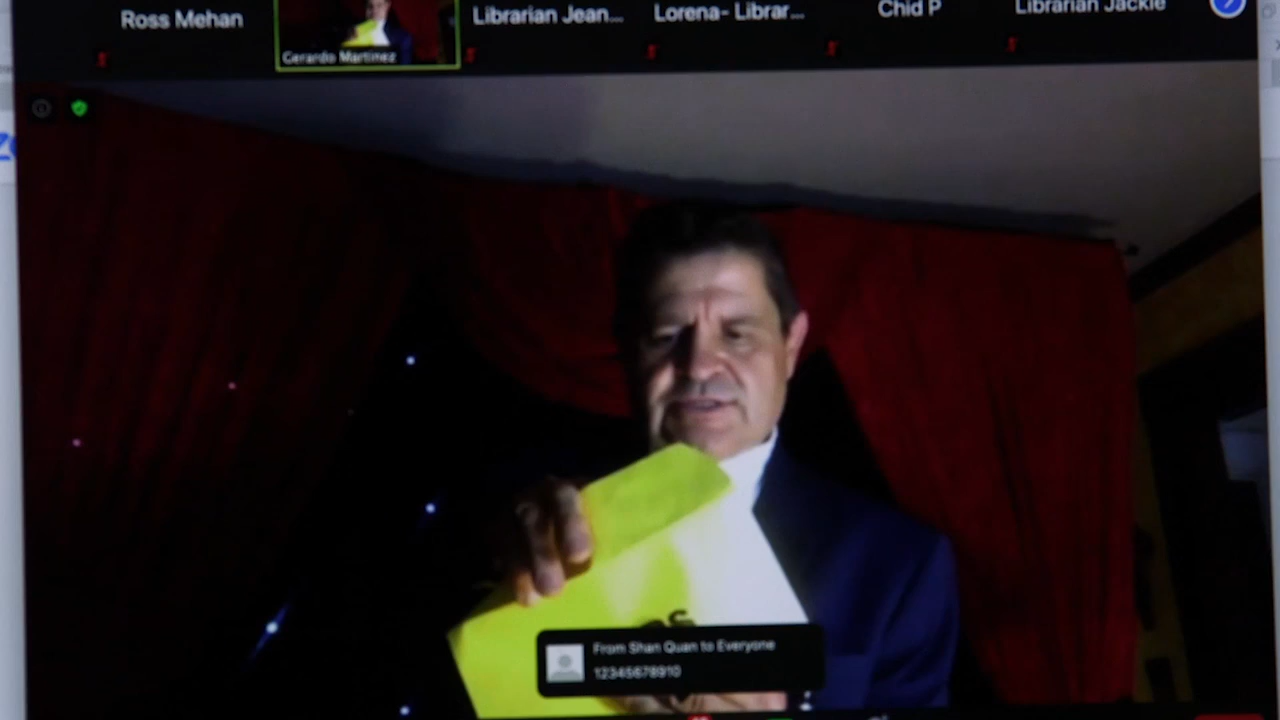 Ross Mehan
Gerardo Martinez
Librarian Jean...
Lorena- Librar...
Chid P
Librarian Jackie
From Shan Quan to Everyone
12345678910